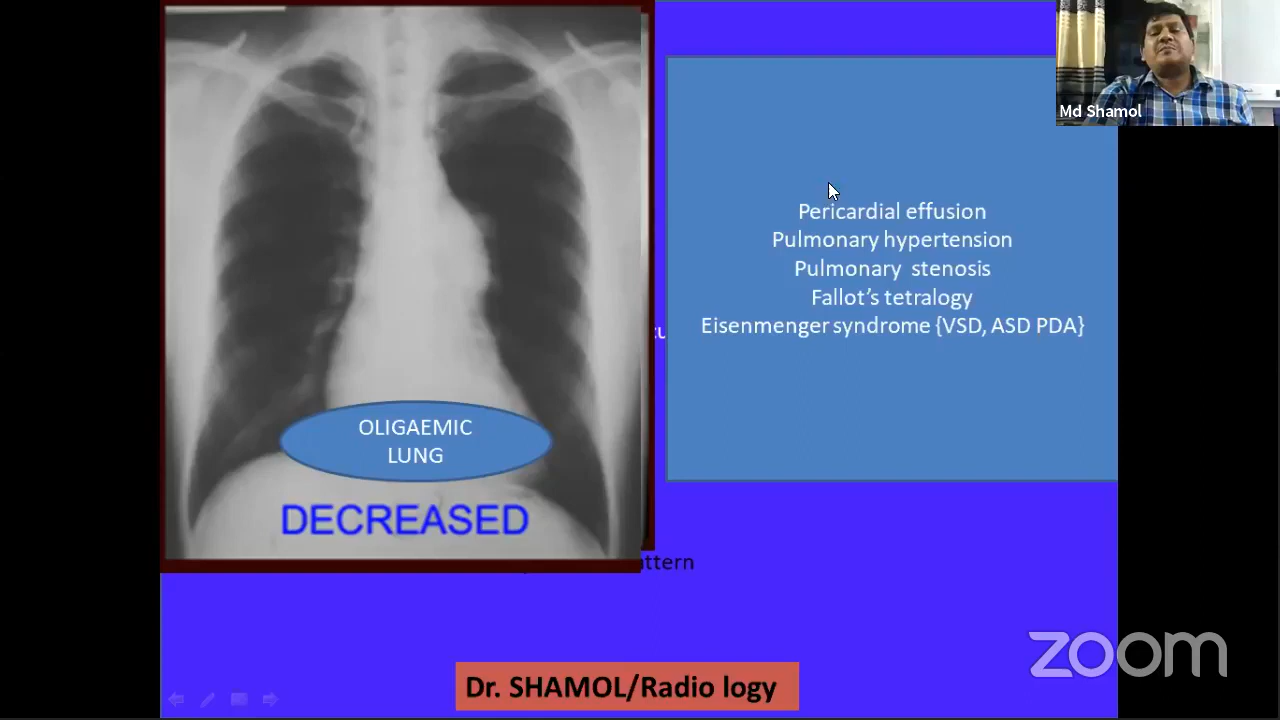 Md Shamol
Pericardial effusion
Pulmonary hypertension
Pulmonary stenosis
Fallot's tetralogy
Eisenmenger syndrome {VSD, ASD PDA}
OLIGAEMIC
LUNG
DECREASED
Dr. SHAMOL/Radio logy
zoom